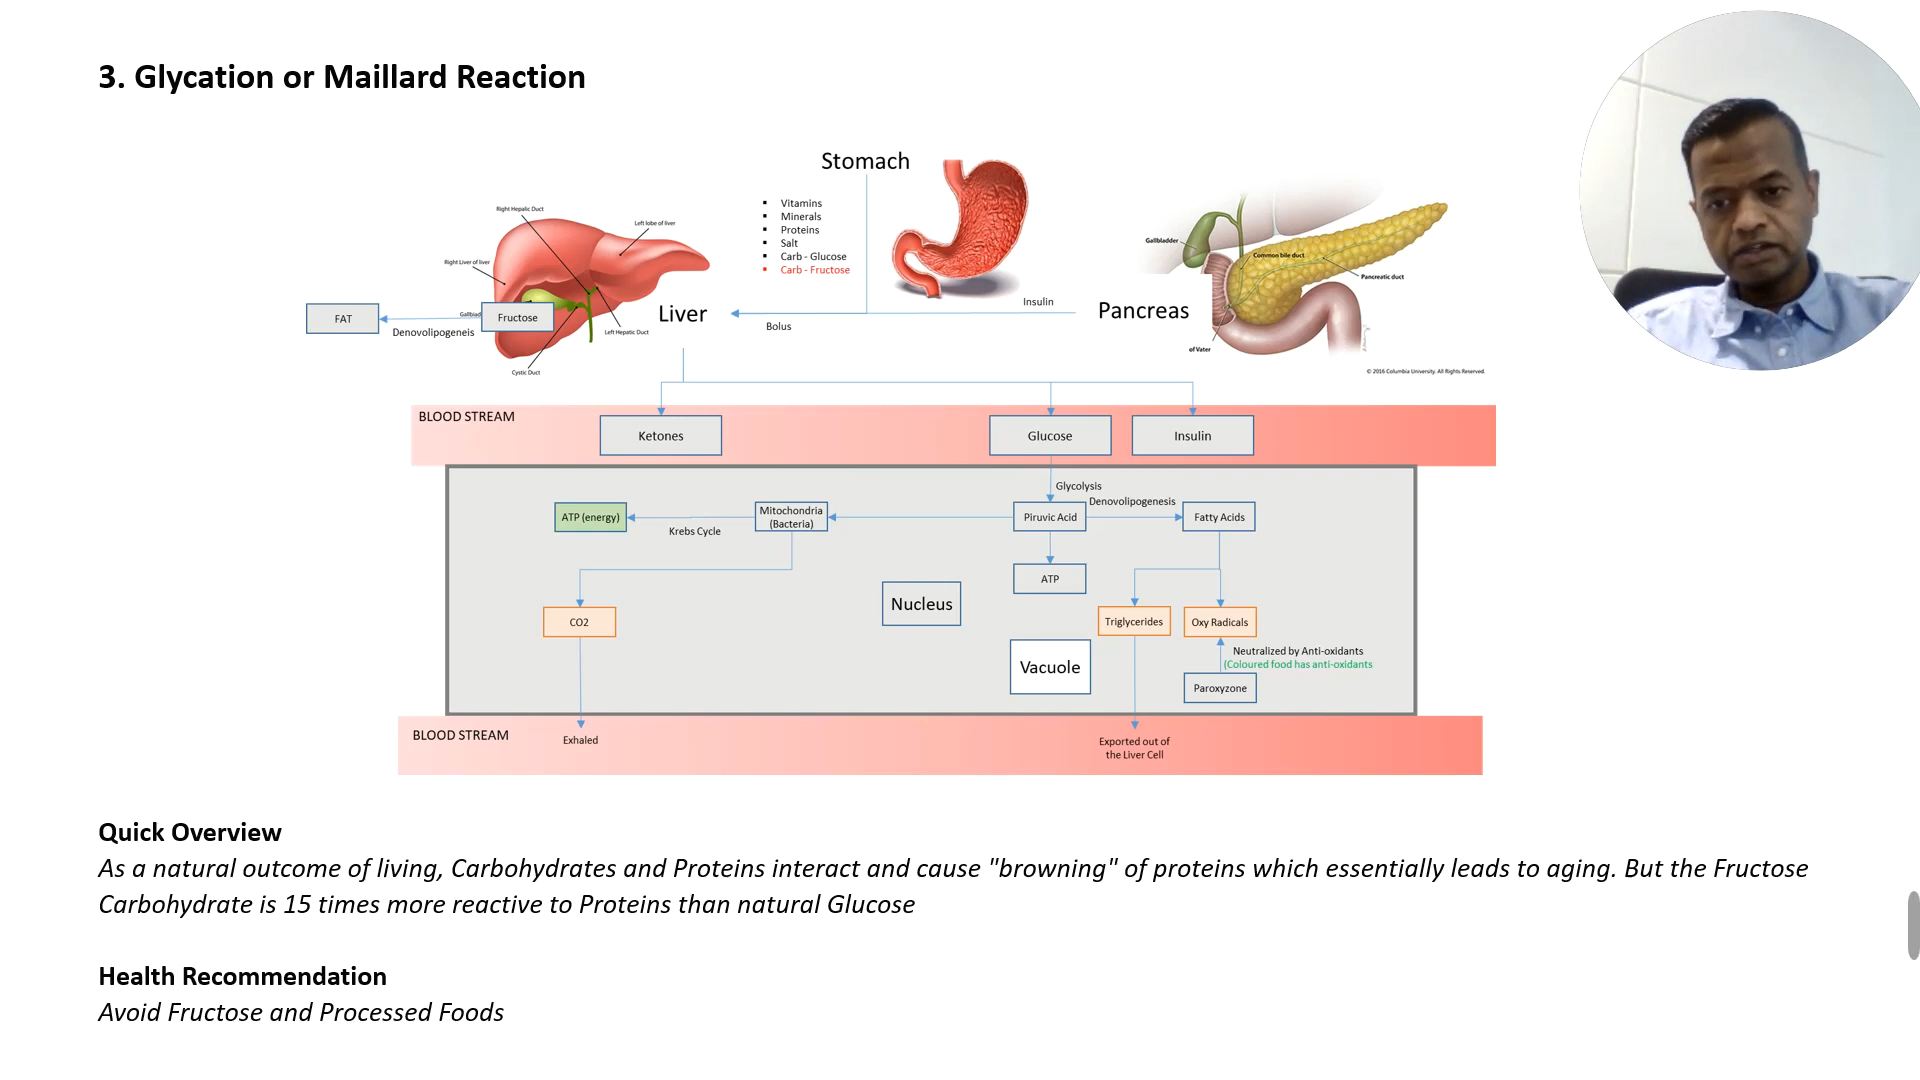 3. Glycation or Maillard Reaction
Stomach
Vitamins
Minerals
Proteins
Salt
Carb - Glucose
Carb - Fructose
Right Hepalic Duct
Left lobe of liver
Right Liver of liver
Gallblad
Fructose
Liver
Left Hepatic Duct
Cystic Duct
FAT
Denovolipogeneis
Bolus
Insulin
Pancreas
Gallbladder
Common bile duct
Pancreatic duct
of Vater
© 2016 Columbia University. All Rights Reserved.
BLOOD STREAM
Ketones
Glucose
Insulin
Glycolysis
Denovolipogenesis
ATP (energy)
Krebs Cycle
Mitochondria
(Bacteria)
Piruvic Acid
Fatty Acids
ATP
Nucleus
CO2
Triglycerides
Oxy Radicals
Neutralized by Anti-oxidants
(Coloured food has anti-oxidants
Vacuole
Paroxyzone
BLOOD STREAM
Exhaled
Exported out of
the Liver Cell
Quick Overview
As a natural outcome of living, Carbohydrates and Proteins interact and cause "browning" of proteins which essentially leads to aging. But the Fructose
Carbohydrate is 15 times more reactive to Proteins than natural Glucose
Health Recommendation
Avoid Fructose and Processed Foods